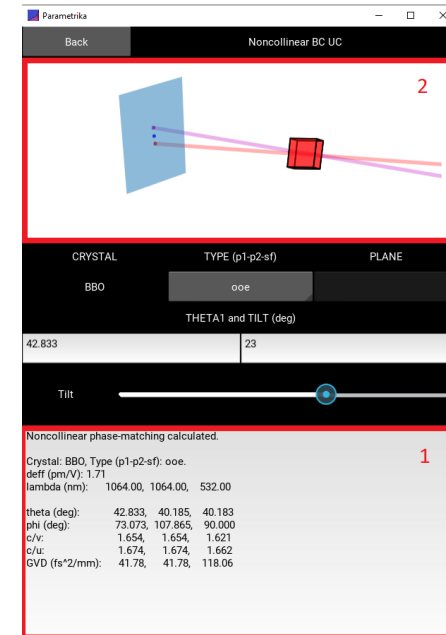 Parametrika
Back Noncollinear BC UC
2
CRYSTAL TYPE (p1-p2-sf) PLANE
BBO ooe
THETA1 and TILT (deg)
42.833 23
Tilt
Noncollinear phase-matching calculated.
1
Crystal: BBO, Type (p1-p2-sf): ooe.
deff (pm/V): 1.71
lambda (nm): 1064.00, 1064.00, 532.00
theta (deg): 42.833, 40.185, 40.183
phi (deg): 73.073, 107.865, 90.000
c/v: 1.654, 1.654, 1.621
c/u: 1.674, 1.674, 1.662
GVD (fs^2/mm): 41.78, 41.78, 118.06